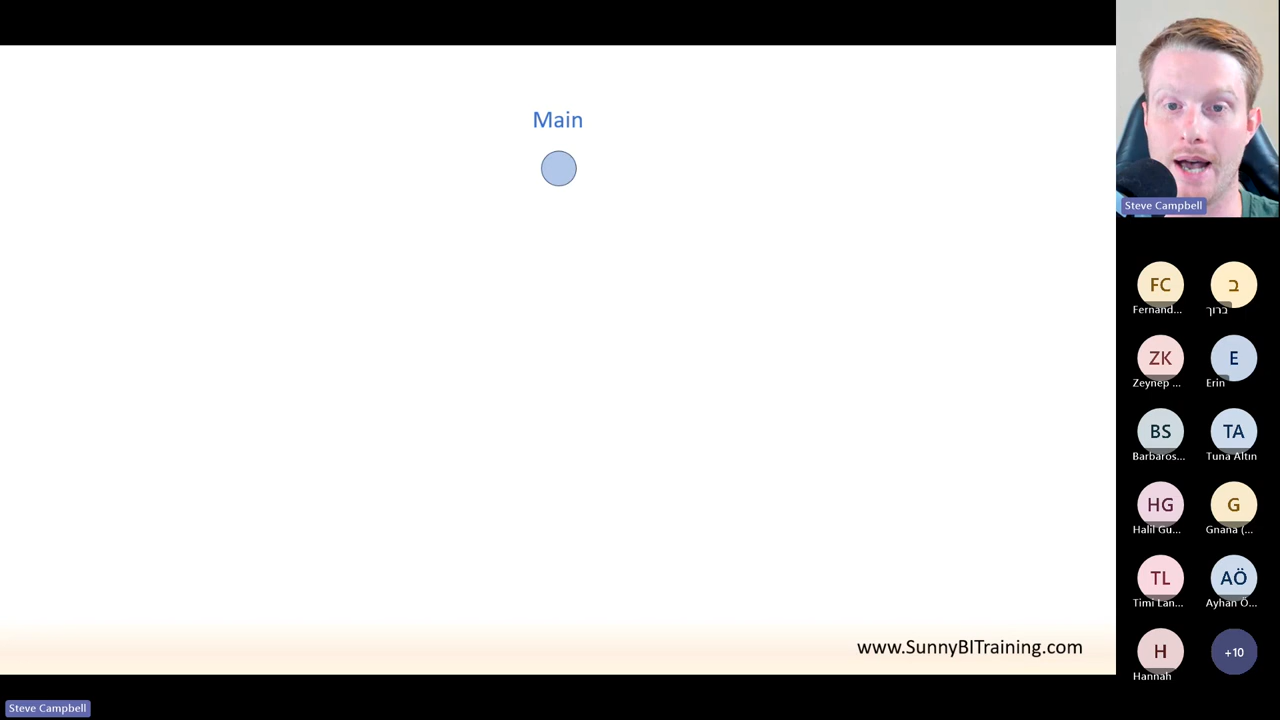 Main
www.SunnyBITraining.com
Steve Campbell
Steve Campbell
FC
Fernand...
ב
ברוך
ZK
Zeynep ...
E
Erin
BS
Barbaros...
TA
Tuna Altın
HG
Halil Gu...
G
Gnana (...
TL
Timi Lan...
AÖ
Ayhan Ö...
H
Hannah
+10